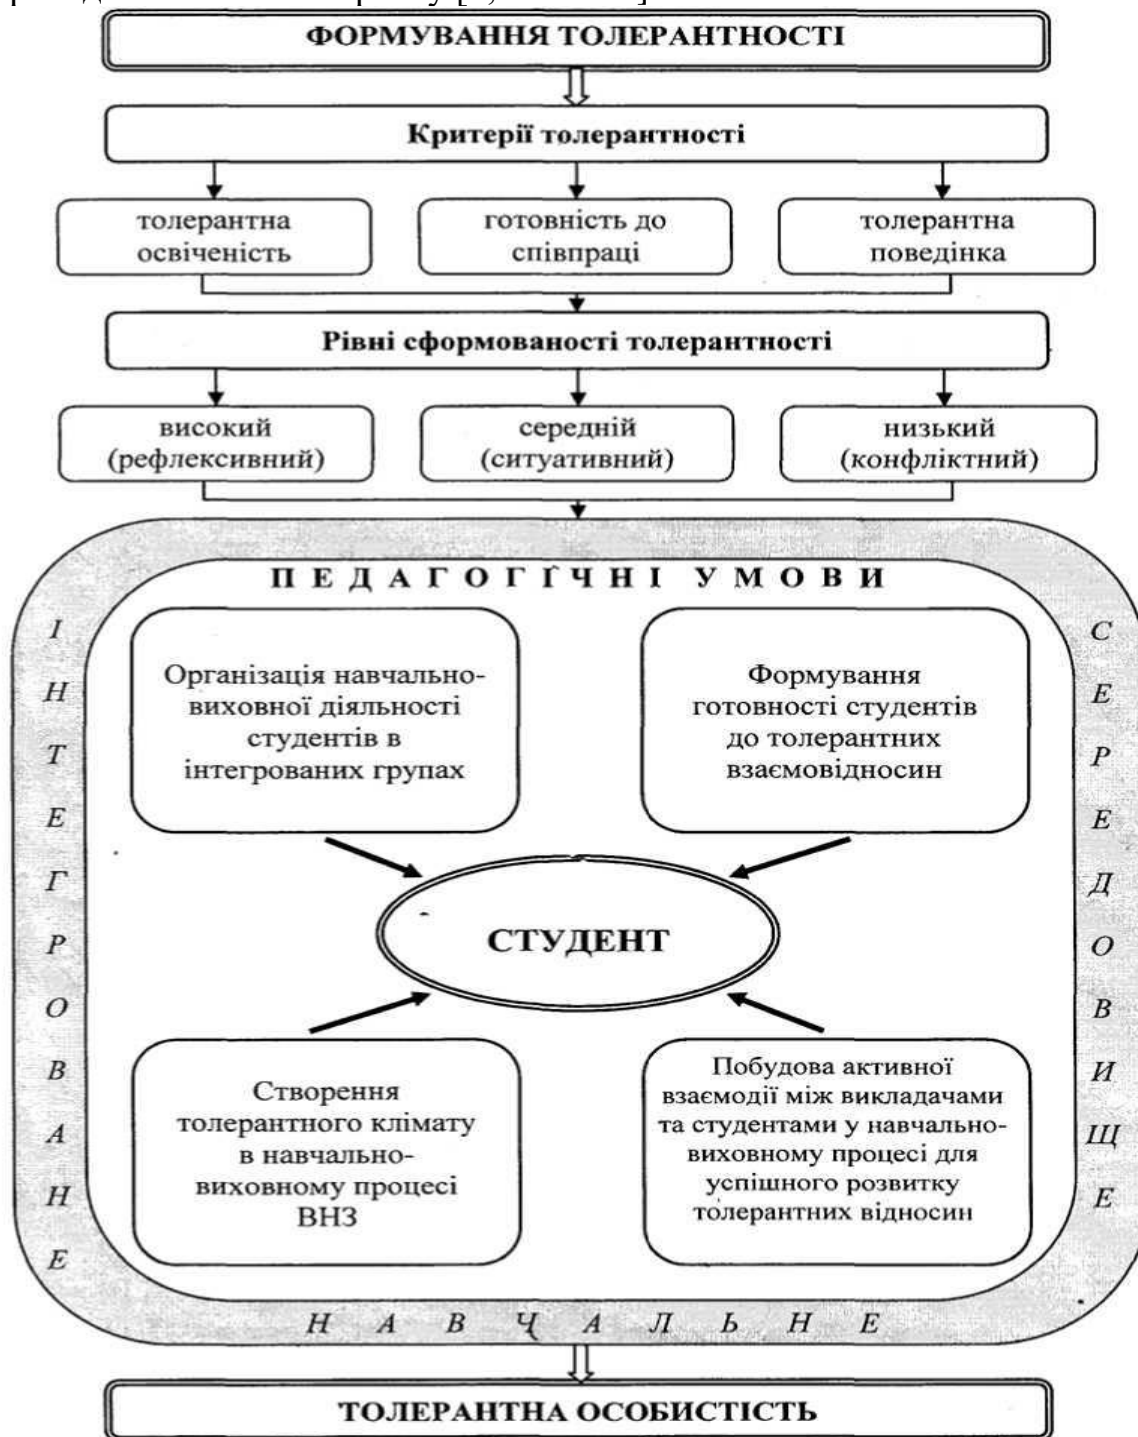 ФОРМУВАННЯ ТОЛЕРАНТНОСТІ
Критерії толерантності
толерантна
освіченість
готовність до
співпраці
толерантна
поведінка
Рівні сформованості толерантності
високий
(рефлексивний)
середній
(ситуативний)
низький
(конфліктний)
ПЕДАГОГІЧНІ УМОВИ
ІНТЕГРОВАНЕ
Організація навчально-
виховної діяльності
студентів в
інтегрованих групах
Формування
готовності студентів
до толерантних
взаємовідносин
СТУДЕНТ
Створення
толерантного клімату
в навчально-
виховному процесі
ВНЗ
Побудова активної
взаємодії між викладачами
та студентами у навчально-
виховному процесі для
успішного розвитку
толерантних відносин
НАВЧАЛЬНЕ
СЕРЕДОВИЩЕ
ТОЛЕРАНТНА ОСОБИСТІСТЬ